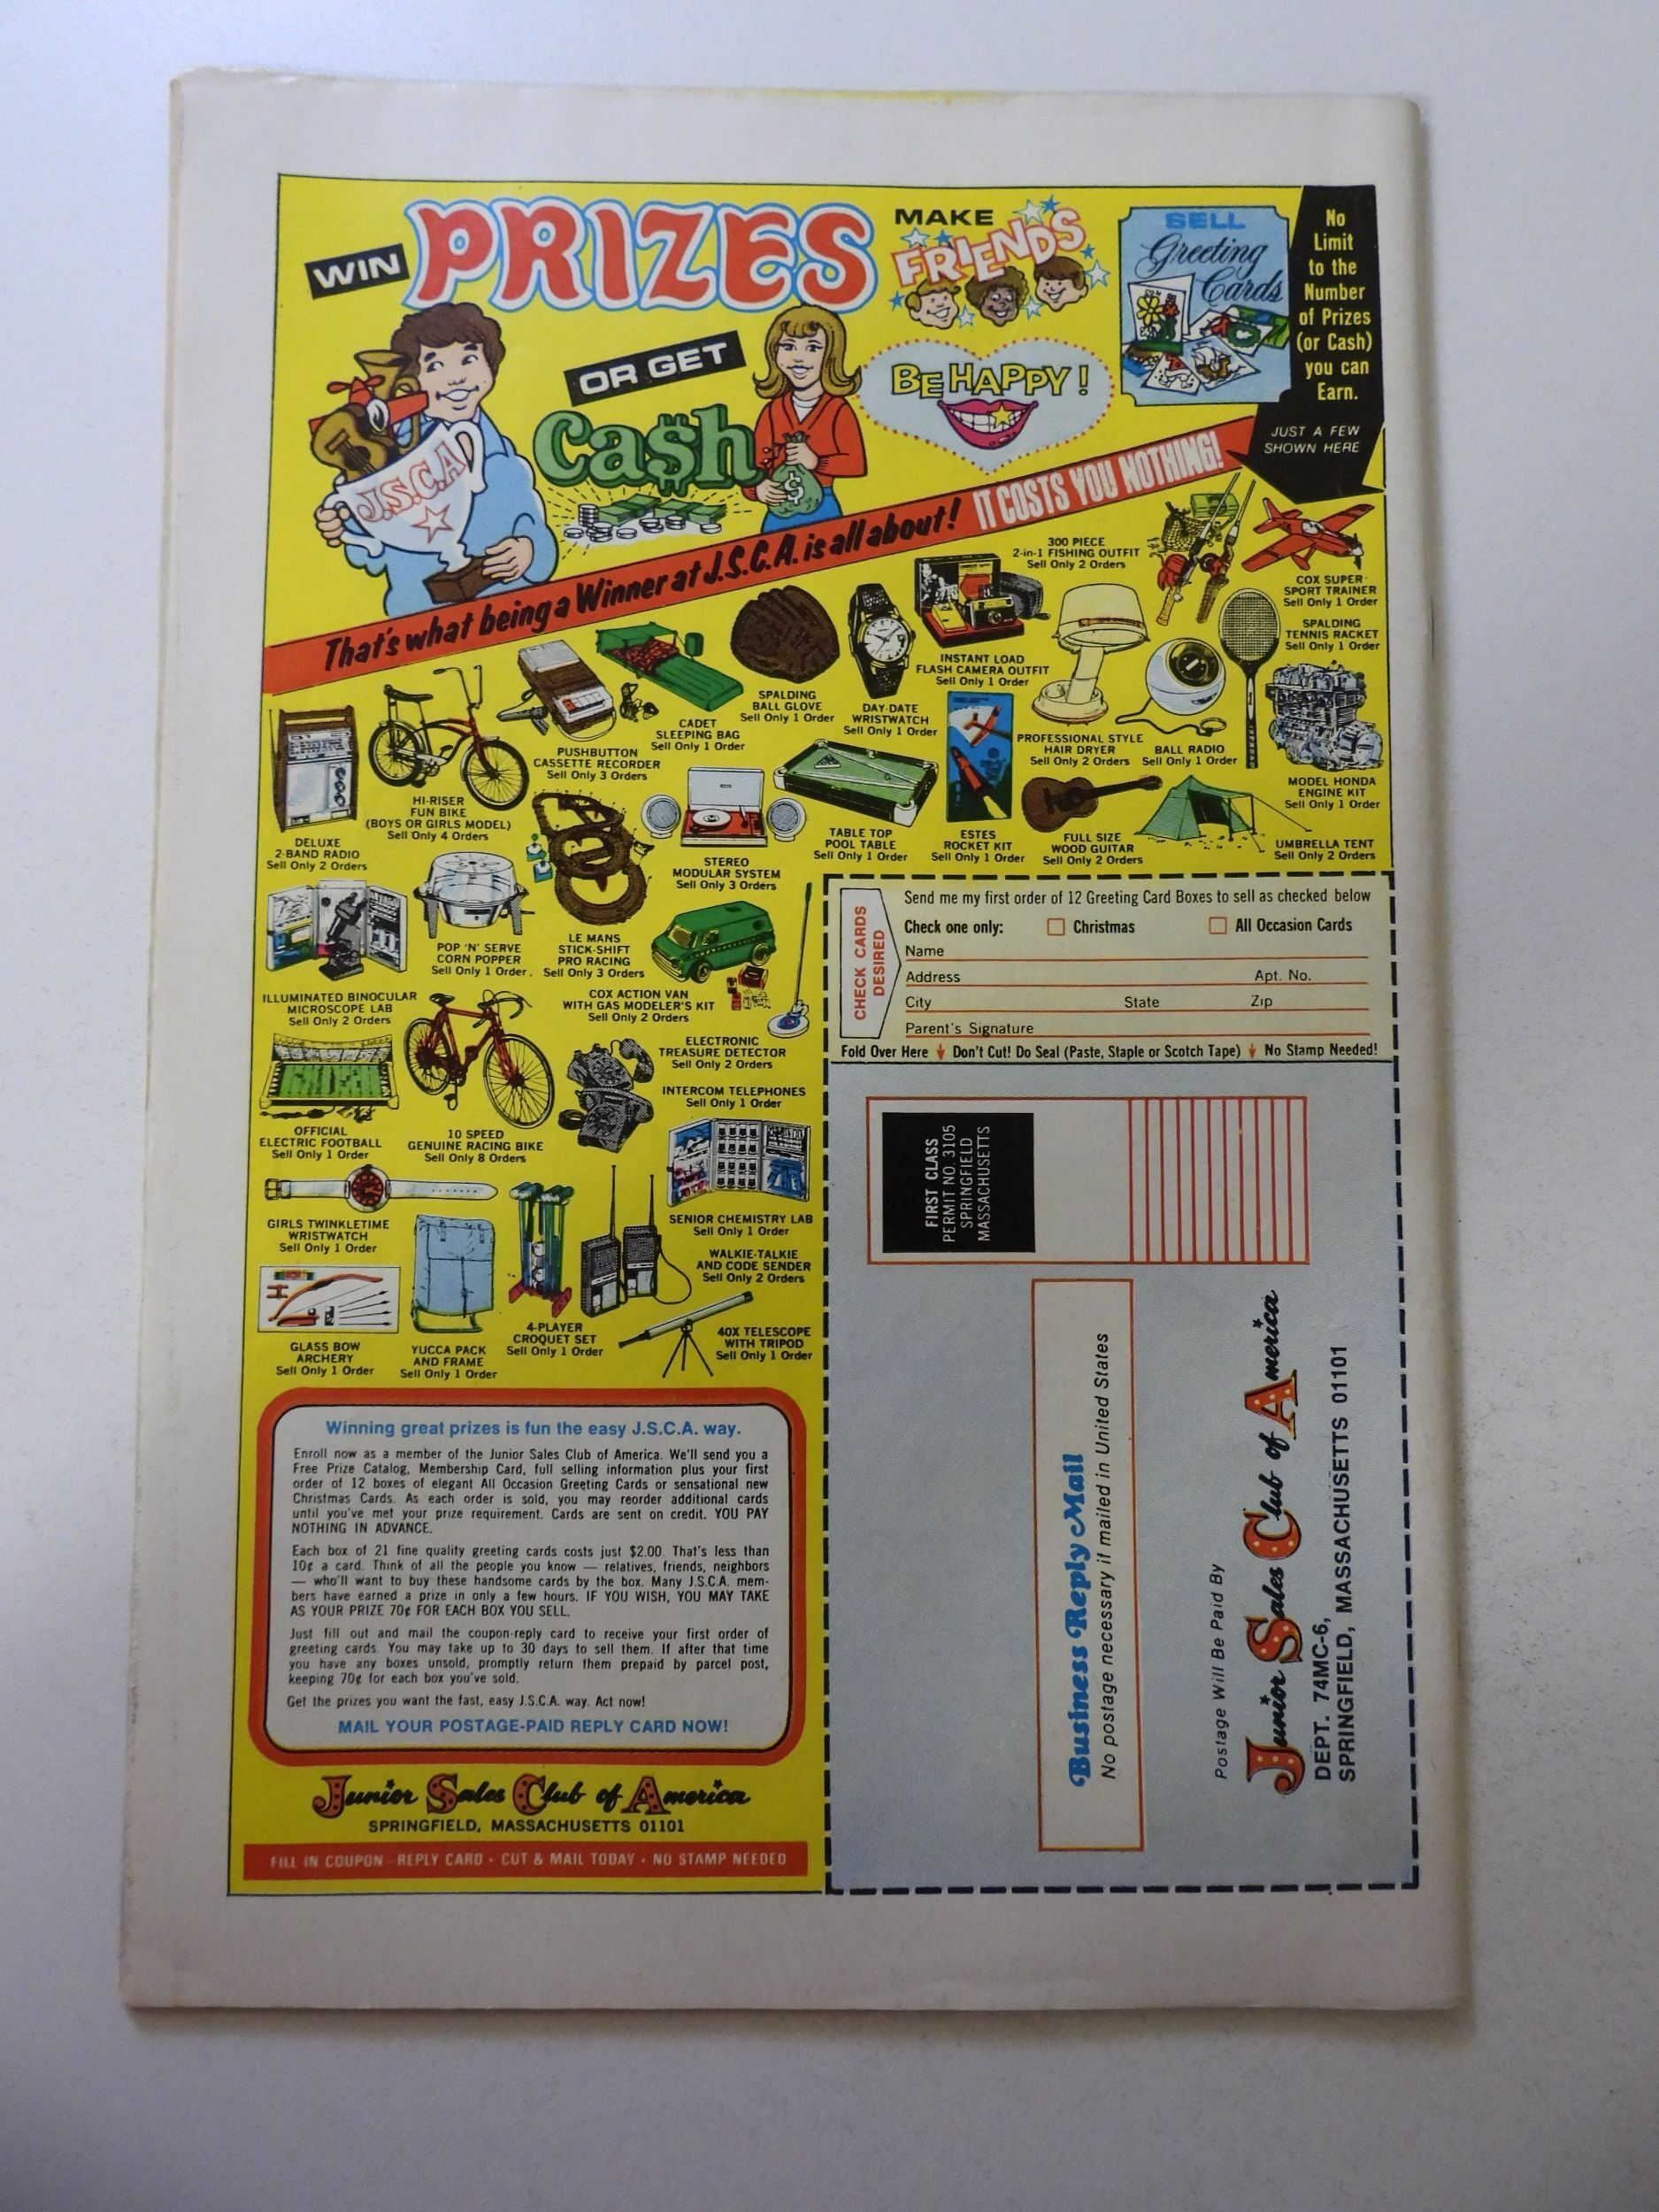 WIN PRIZES
OR GET
Ca$h
MAKE
FRIENDS
BE HAPPY!
SELL
Greeting
Cards
No
Limit
to the
Number
of Prizes
(or Cash)
you can
Earn.
JUST A FEW
SHOWN HERE
J.S.C.A
That's what being a Winner at J.S.C.A. is all about! IT COSTS YOU NOTHING!
300 PIECE
2-in-1 FISHING OUTFIT
Sell Only 2 Orders
COX SUPER
SPORT TRAINER
Sell Only 1 Order
SPALDING
TENNIS RACKET
Sell Only 1 Order
INSTANT LOAD
FLASH CAMERA OUTFIT
Sell Only 1 Order
SPALDING
BALL GLOVE
Sell Only 1 Order
DAY-DATE
WRISTWATCH
Sell Only 1 Order
CADET
SLEEPING BAG
Sell Only 1 Order
PUSHBUTTON
CASSETTE RECORDER
Sell Only 3 Orders
PROFESSIONAL STYLE
HAIR DRYER
Sell Only 2 Orders
BALL RADIO
Sell Only 1 Order
MODEL HONDA
ENGINE KIT
Sell Only 1 Order
HI-RISER
FUN BIKE
(BOYS OR GIRLS MODEL)
Sell Only 4 Orders
DELUXE
2-BAND RADIO
Sell Only 2 Orders
STEREO
MODULAR SYSTEM
Sell Only 3 Orders
TABLE TOP
POOL TABLE
Sell Only 1 Order
ESTES
ROCKET KIT
Sell Only 1 Order
FULL SIZE
WOOD GUITAR
Sell Only 2 Orders
UMBRELLA TENT
Sell Only 2 Orders
POP 'N' SERVE
CORN POPPER
Sell Only 1 Order.
LE MANS
STICK-SHIFT
PRO RACING
Sell Only 3 Orders
ILLUMINATED BINOCULAR
MICROSCOPE LAB
Sell Only 2 Orders
COX ACTION VAN
WITH GAS MODELER'S KIT
Sell Only 2 Orders
ELECTRONIC
TREASURE DETECTOR
Sell Only 2 Orders
INTERCOM TELEPHONES
Sell Only 1 Order
OFFICIAL
ELECTRIC FOOTBALL
Sell Only 1 Order
10 SPEED
GENUINE RACING BIKE
Sell Only 8 Orders
GIRLS TWINKLETIME
WRISTWATCH
Sell Only 1 Order
SENIOR CHEMISTRY LAB
Sell Only 1 Order
WALKIE-TALKIE
AND CODE SENDER
Sell Only 2 Orders
GLASS BOW
ARCHERY
Sell Only 1 Order
YUCCA PACK
AND FRAME
Sell Only 1 Order
4-PLAYER
CROQUET SET
Sell Only 1 Order
40X TELESCOPE
WITH TRIPOD
Sell Only 1 Order
Winning great prizes is fun the easy J.S.C.A. way.
Enroll now as a member of the Junior Sales Club of America. We'll send you a
Free Prize Catalog, Membership Card, full selling information plus your first
order of 12 boxes of elegant All Occasion Greeting Cards or sensational new
Christmas Cards. As each order is sold, you may reorder additional cards
until you've met your prize requirement. Cards are sent on credit. YOU PAY
NOTHING IN ADVANCE.
Each box of 21 fine quality greeting cards costs just $2.00. That's less than
10¢ a card. Think of all the people you know — relatives, friends, neighbors
— who'll want to buy these handsome cards by the box. Many J.S.C.A. mem-
bers have earned a prize in only a few hours. IF YOU WISH, YOU MAY TAKE
AS YOUR PRIZE 70¢ FOR EACH BOX YOU SELL.
Just fill out and mail the coupon-reply card to receive your first order of
greeting cards. You may take up to 30 days to sell them. If after that time
you have any boxes unsold, promptly return them prepaid by parcel post,
keeping 70¢ for each box you've sold.
Get the prizes you want the fast, easy J.S.C.A. way. Act now!
MAIL YOUR POSTAGE-PAID REPLY CARD NOW!
Junior Sales Club of America
SPRINGFIELD, MASSACHUSETTS 01101
FILL IN COUPON-REPLY CARD · CUT & MAIL TODAY · NO STAMP NEEDED
CHECK CARDS
DESIRED
Send me my first order of 12 Greeting Card Boxes to sell as checked below
Check one only: Christmas All Occasion Cards
Name
Address Apt. No.
City State Zip
Parent's Signature
Fold Over Here Don't Cut! Do Seal (Paste, Staple or Scotch Tape) No Stamp Needed!
FIRST CLASS
PERMIT NO. 3105
SPRINGFIELD
MASSACHUSETTS
Business Reply Mail
No postage necessary if mailed in United States
Postage Will Be Paid By
Junior Sales Club of America
DEPT. 74MC-6,
SPRINGFIELD, MASSACHUSETTS 01101